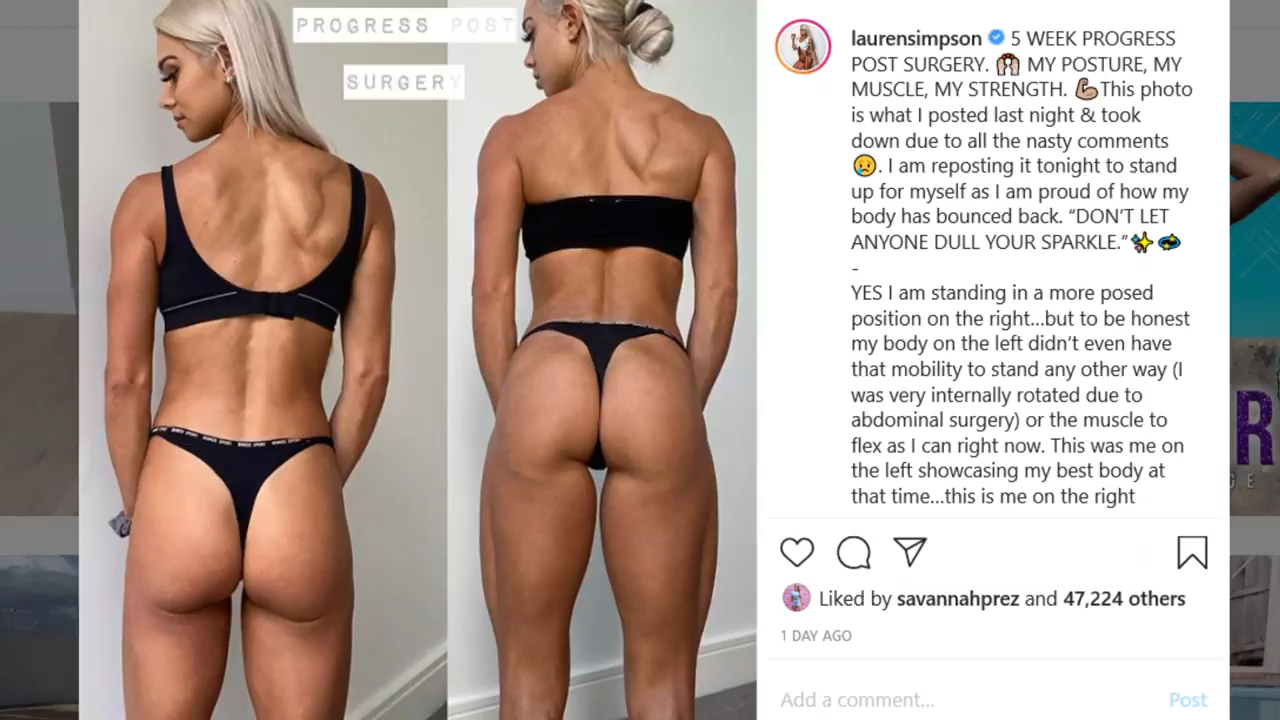 PROGRESS POST
SURGERY
laurensimpson 5 WEEK PROGRESS
POST SURGERY. 🙌🏼 MY POSTURE, MY
MUSCLE, MY STRENGTH. 💪🏼This photo
is what I posted last night & took
down due to all the nasty comments
😢. I am reposting it tonight to stand
up for myself as I am proud of how my
body has bounced back. “DON’T LET
ANYONE DULL YOUR SPARKLE.”✨💫
-
YES I am standing in a more posed
position on the right...but to be honest
my body on the left didn’t even have
that mobility to stand any other way (I
was very internally rotated due to
abdominal surgery) or the muscle to
flex as I can right now. This was me on
the left showcasing my best body at
that time...this is me on the right
Liked by savannahprez and 47,224 others
1 DAY AGO
Add a comment...
Post